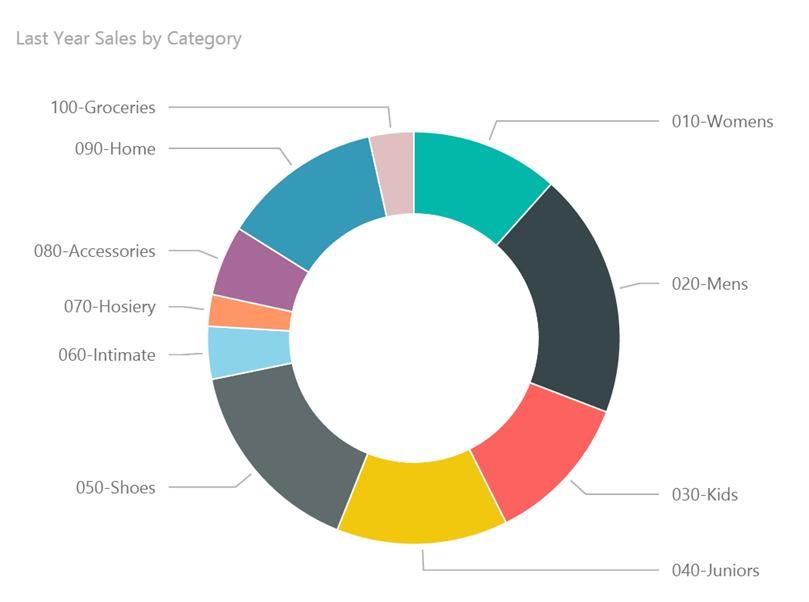 Last Year Sales by Category
100-Groceries
010-Womens
090-Home
080-Accessories
020-Mens
070-Hosiery
060-Intimate
050-Shoes
030-Kids
040-Juniors